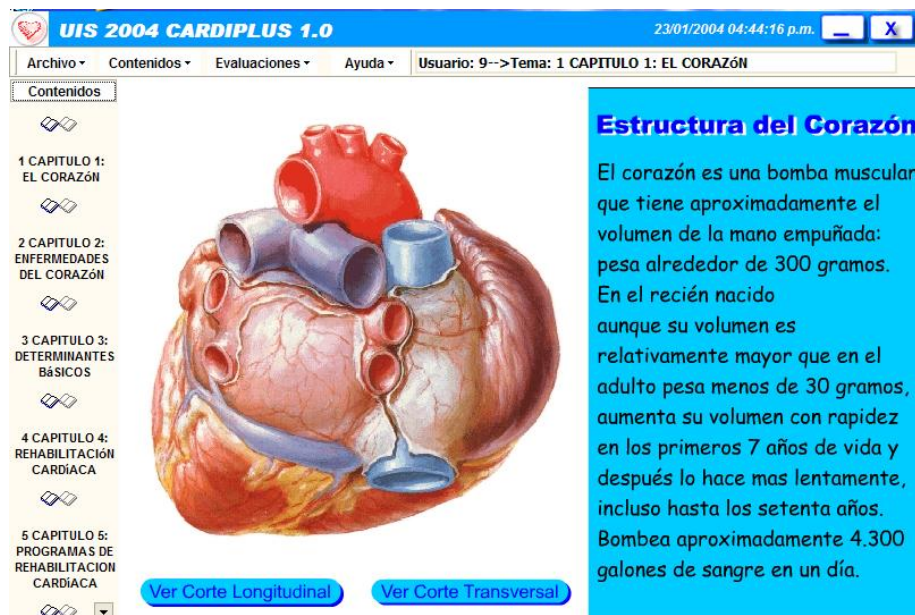 UIS 2004 CARDIPLUS 1.0
23/01/2004 04:44:16 p.m.
X
Archivo Contenidos Evaluaciones Ayuda
Usuario: 9-->Tema: 1 CAPITULO 1: EL CORAZóN
Contenidos
1 CAPITULO 1:
EL CORAZóN
2 CAPITULO 2:
ENFERMEDADES
DEL CORAZóN
3 CAPITULO 3:
DETERMINANTES
BáSICOS
4 CAPITULO 4:
REHABILITACIóN
CARDíACA
5 CAPITULO 5:
PROGRAMAS DE
REHABILITACION
CARDíACA
Ver Corte Longitudinal
Ver Corte Transversal
Estructura del Corazón
El corazón es una bomba muscular
que tiene aproximadamente el
volumen de la mano empuñada:
pesa alrededor de 300 gramos.
En el recién nacido
aunque su volumen es
relativamente mayor que en el
adulto pesa menos de 30 gramos,
aumenta su volumen con rapidez
en los primeros 7 años de vida y
después lo hace mas lentamente,
incluso hasta los setenta años.
Bombea aproximadamente 4.300
galones de sangre en un día.